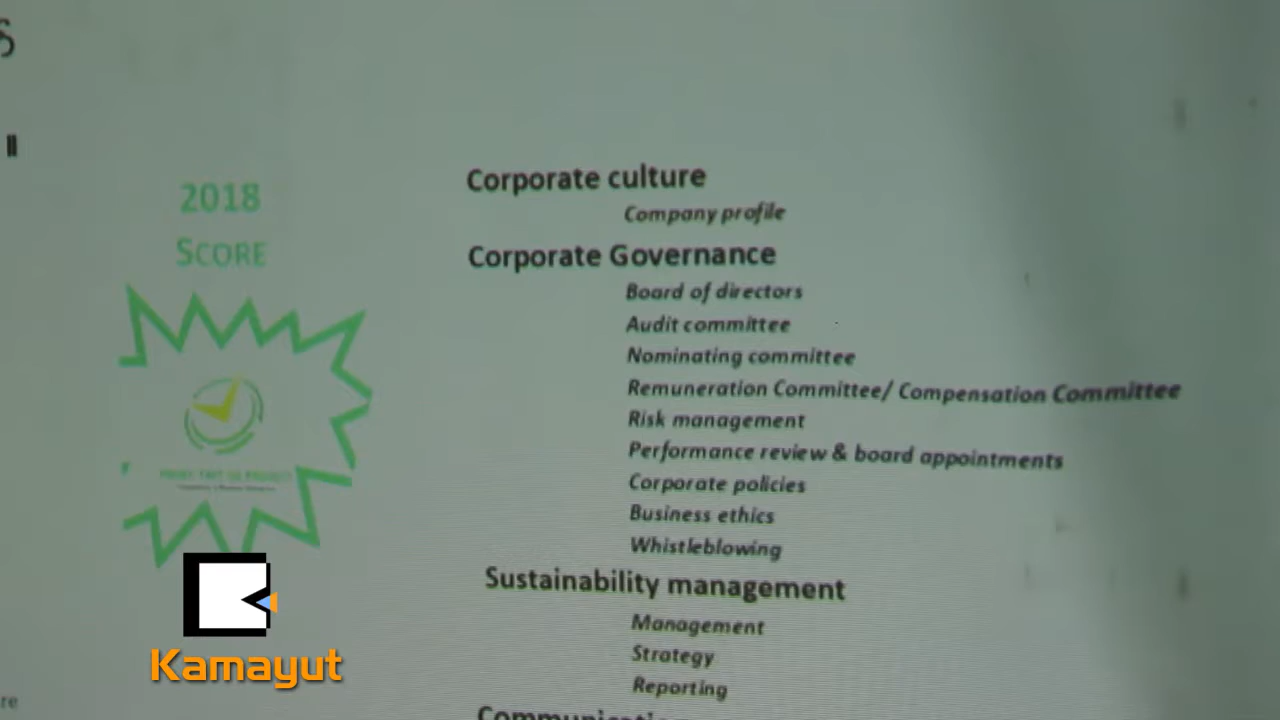 2018
SCORE
Corporate culture
Company profile
Corporate Governance
Board of directors
Audit committee
Nominating committee
Remuneration Committee/ Compensation Committee
Risk management
Performance review & board appointments
Corporate policies
Business ethics
Whistleblowing
Sustainability management
Management
Strategy
Reporting
Kamayut